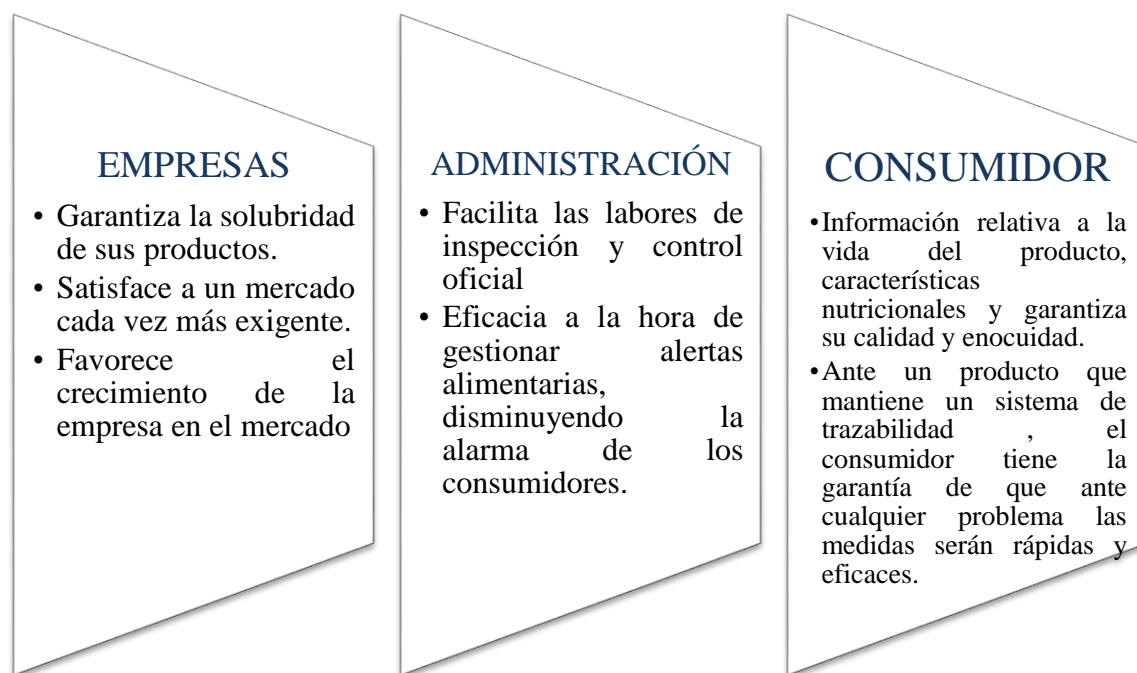 EMPRESAS
• Garantiza la solubridad
de sus productos.
• Satisface a un mercado
cada vez más exigente.
• Favorece el
crecimiento de la
empresa en el mercado
ADMINISTRACIÓN
• Facilita las labores de
inspección y control
oficial
• Eficacia a la hora de
gestionar alertas
alimentarias,
disminuyendo la
alarma de los
consumidores.
CONSUMIDOR
•Información relativa a la
vida del producto,
características
nutricionales y garantiza
su calidad y enocuidad.
•Ante un producto que
mantiene un sistema de
trazabilidad , el
consumidor tiene la
garantía de que ante
cualquier problema las
medidas serán rápidas y
eficaces.